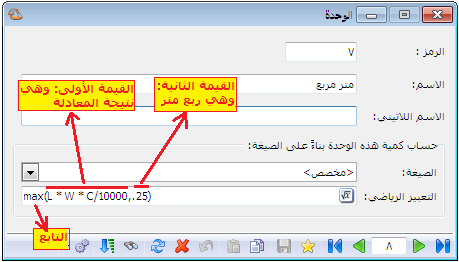 الوحدة
الرمز :
٧
الاسم:
متر مربع
القيمة الأولى: وهي نتيجة المعادلة
القيمة الثانية: وهي ربع متر
الاسم اللاتيني:
حساب كمية هذه الوحدة بناءً على الصيغة:
الصيغة:
<مخصص>
التعبير الرياضي:
max(L * W * C/10000,.25)
التابع
٨